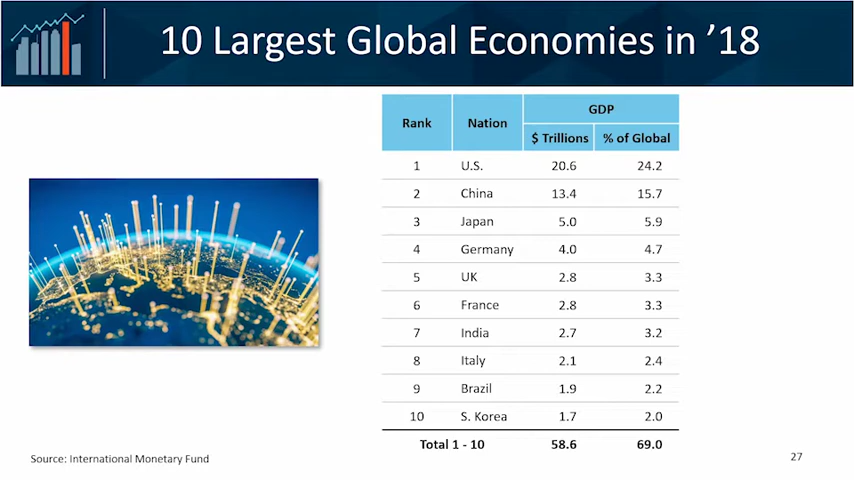 10 Largest Global Economies in ’18
Rank Nation GDP
$ Trillions % of Global
1 U.S. 20.6 24.2
2 China 13.4 15.7
3 Japan 5.0 5.9
4 Germany 4.0 4.7
5 UK 2.8 3.3
6 France 2.8 3.3
7 India 2.7 3.2
8 Italy 2.1 2.4
9 Brazil 1.9 2.2
10 S. Korea 1.7 2.0
Total 1 - 10 58.6 69.0
Source: International Monetary Fund
27